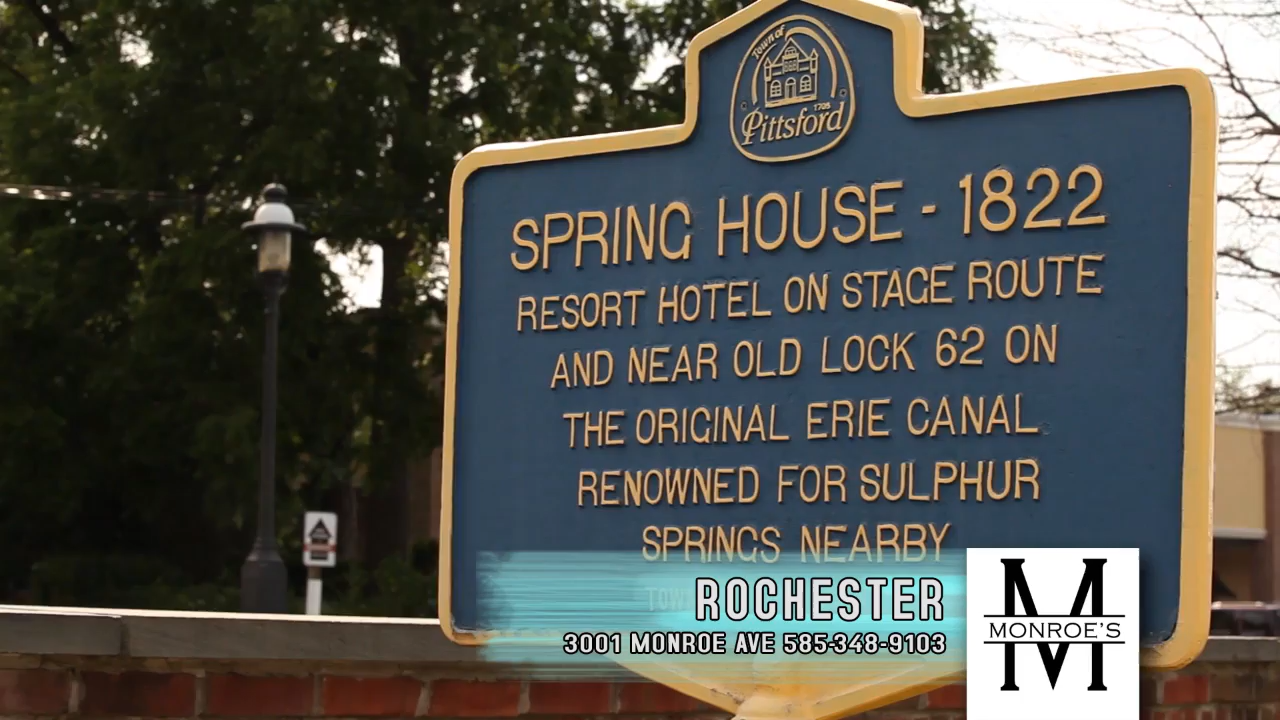 Town of
1795
Pittsford
SPRING HOUSE - 1822
RESORT HOTEL ON STAGE ROUTE
AND NEAR OLD LOCK 62 ON
THE ORIGINAL ERIE CANAL
RENOWNED FOR SULPHUR
SPRINGS NEARBY
ROCHESTER
3001 MONROE AVE 585-348-9103
M
MONROE'S